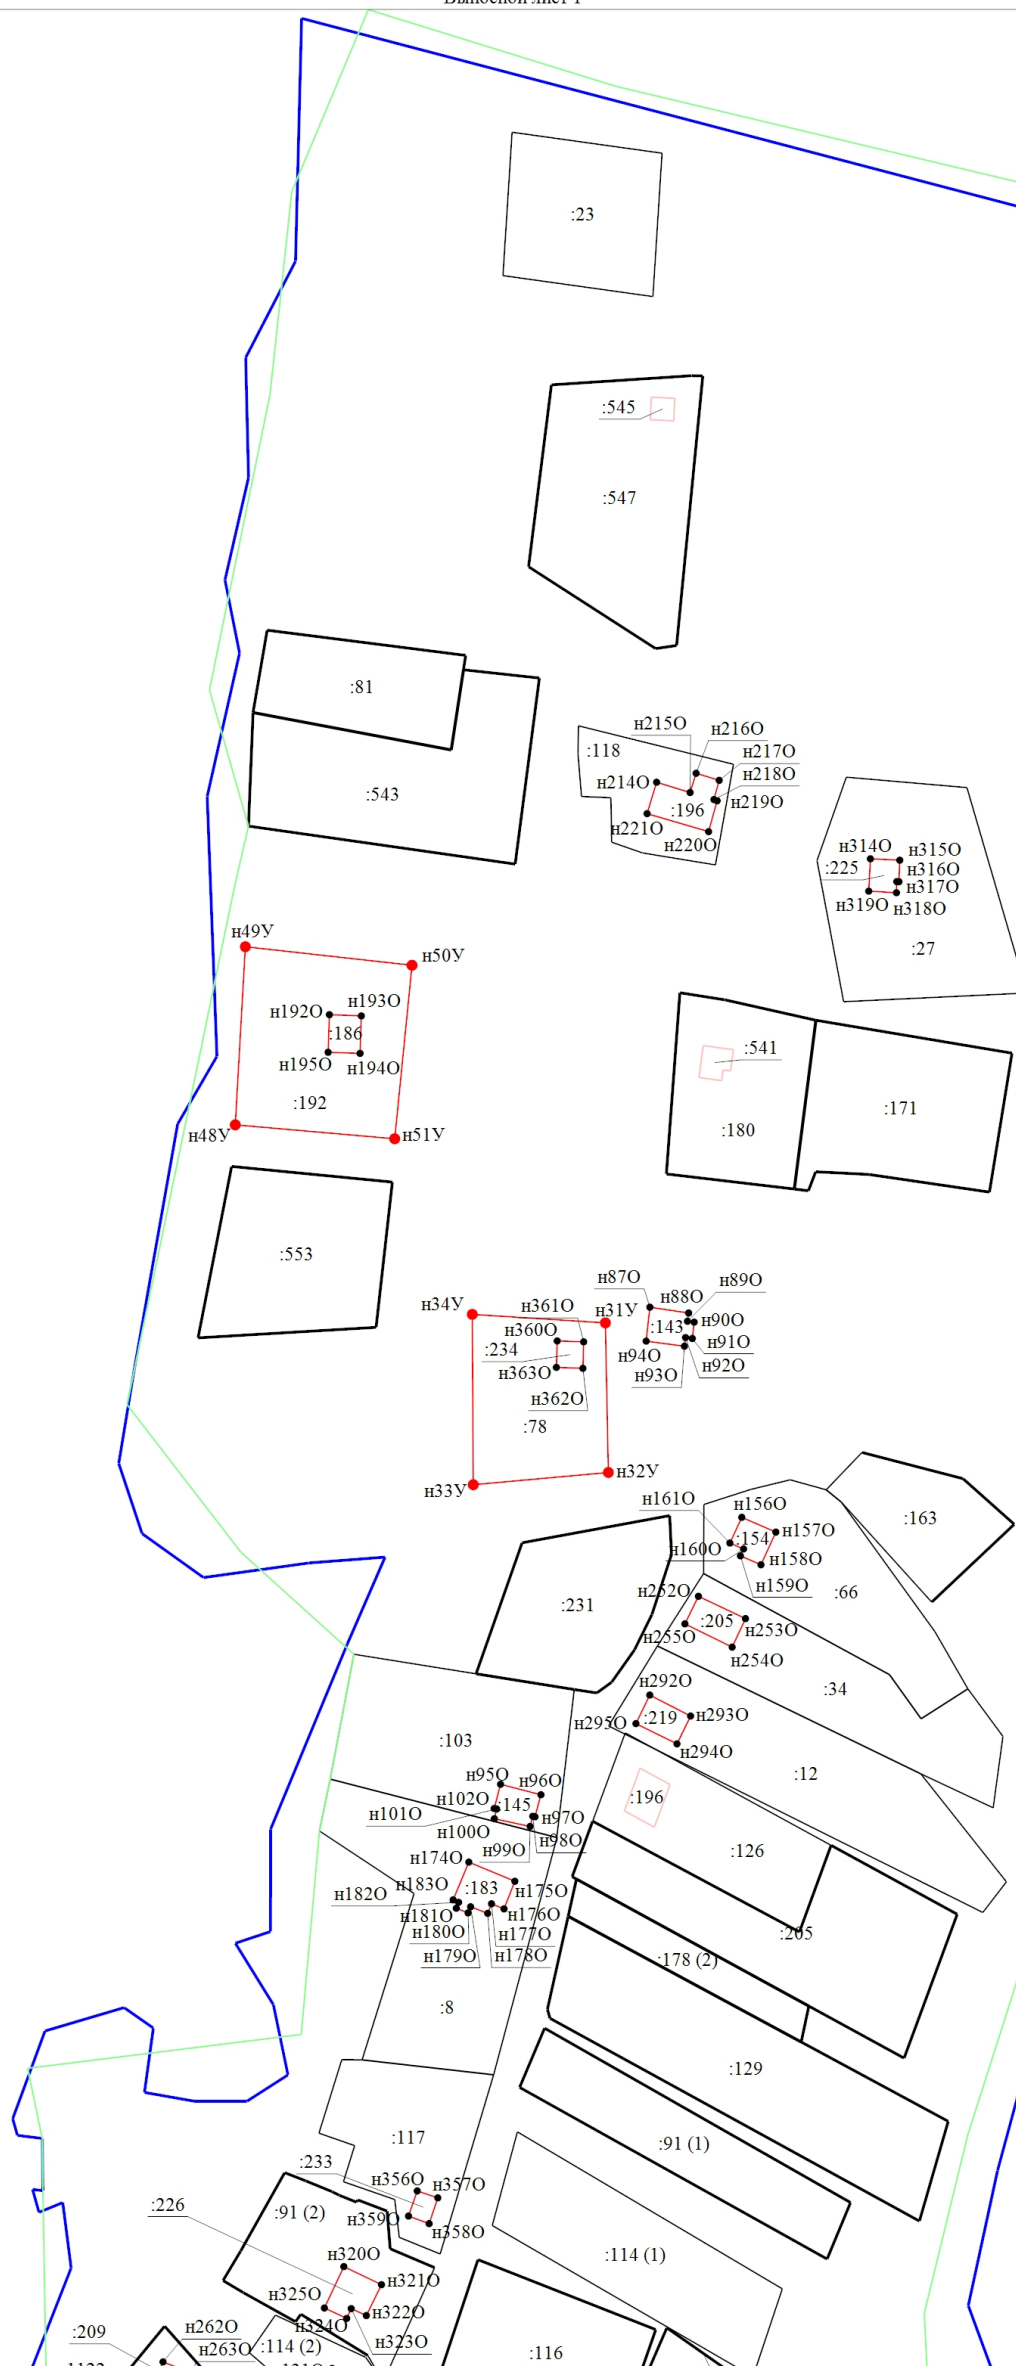 Выносной лист 1
:23
:545
:547
:81
:543
н215О
н216О
:118
н217О
н214О
н218О
:196
н219О
н221О
н220О
н314О
н315О
:225
н316О
н317О
н319О
н318О
:27
н49У
н50У
н192О
н193О
:186
н195О
н194О
:192
н48У
н51У
:541
:171
:180
:553
н87О
н89О
н34У
н361О
н88О
н31У
н360О
:143
н90О
:234
н94О
н91О
н363О
н93О
н92О
н362О
:78
н33У
н32У
н161О
н156О
:163
:154
н157О
н160О
н158О
н159О
:66
н252О
:231
:205
н253О
н255О
н254О
н292О
:34
н295О
:219
н293О
:103
н294О
:12
н95О
н96О
н102О
:145
:196
н101О
н97О
н100О
н98О
н99О
:126
н174О
н183О
:183
н175О
н182О
н181О
н176О
н180О
н177О
:205
н179О
н178О
:178 (2)
:8
:129
:117
:91 (1)
:233
н356О
н357О
:226
:91 (2)
н359О
н358О
:114 (1)
н320О
н321О
н325О
н322О
н262О
н324О
:209
н263О
:114 (2)
н323О
:116